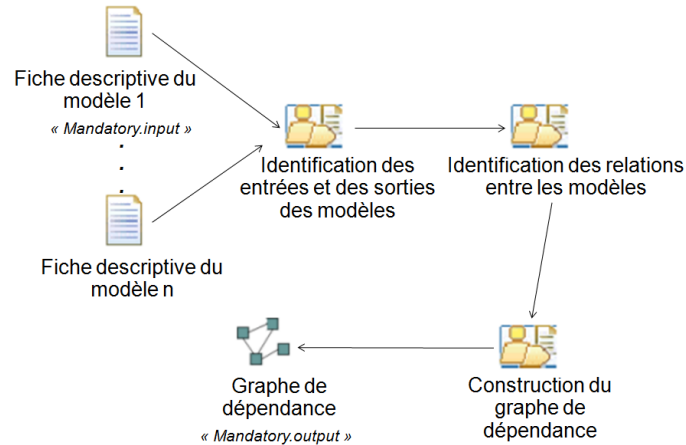 Fiche descriptive du
modèle 1
« Mandatory.input »
Fiche descriptive du
modèle n
Identification des
entrées et des sorties
des modèles
Identification des relations
entre les modèles
Construction du
graphe de
dépendance
Graphe de
dépendance
« Mandatory.output »